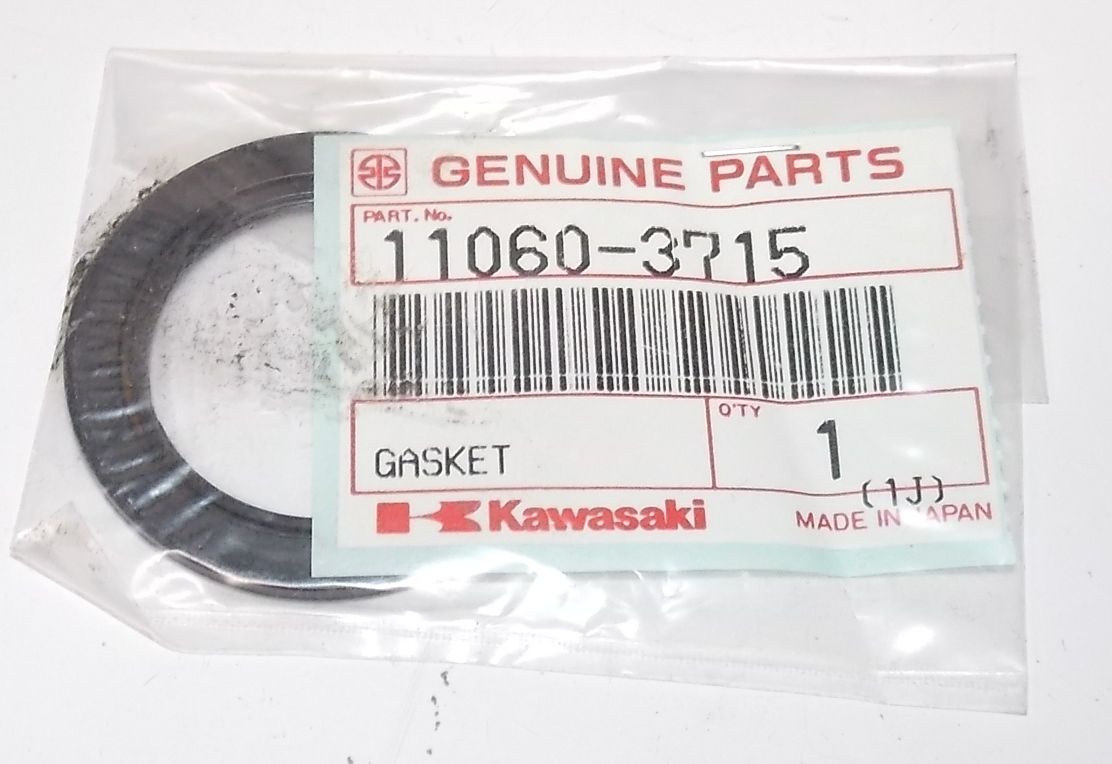 GENUINE PARTS
PART. No.
11060-3715
Q'TY
GASKET
1
(1J)
Kawasaki
MADE IN JAPAN